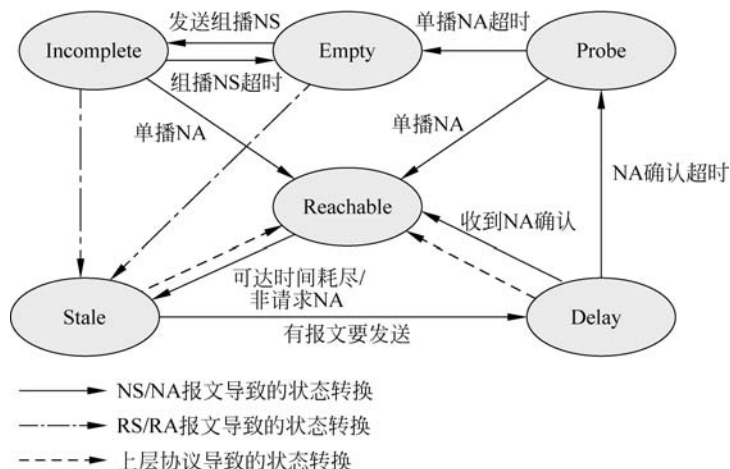 发送组播NS
单播NA超时
Incomplete
Empty
Probe
组播NS超时
单播NA
单播NA
NA确认超时
Reachable
收到NA确认
可达时间耗尽/
非请求NA
Stale
Delay
有报文要发送
NS/NA报文导致的状态转换
RS/RA报文导致的状态转换
上层协议导致的状态转换